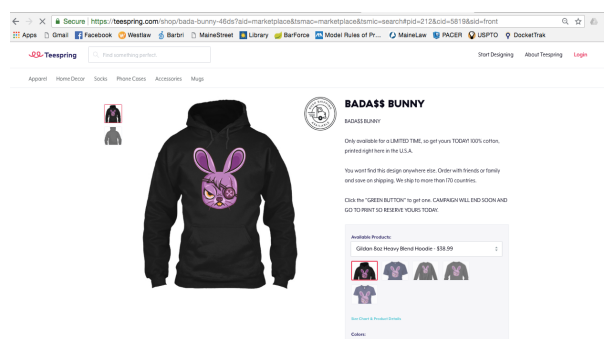 Secure https://teespring.com/shop/bada-bunny-46ds?aid=marketplace&tsmac=marketplace&tsmic=search#pid=212&cid=5819&sid=front
Apps Gmail Facebook Westlaw Barbri MaineStreet Library BarForce Model Rules of Pr... MaineLaw PACER USPTO DocketTrak
Teespring Find something perfect Start Designing About Teespring Login
Apparel Home Decor Socks Phone Cases Accessories Mugs
BADA$$ BUNNY
BADA$$ BUNNY
Only available for a LIMITED TIME, so get yours TODAY! 100% cotton,
printed right here in the U.S.A.
You wont find this design anywhere else. Order with friends or family
and save on shipping. We ship to more than 170 countries.
Click the "GREEN BUTTON" to get one. CAMPAIGN WILL END SOON AND
GO TO PRINT SO RESERVE YOURS TODAY.
Available Products:
Gildan 8oz Heavy Blend Hoodie - $38.99
Size Chart & Product Details
Colors: